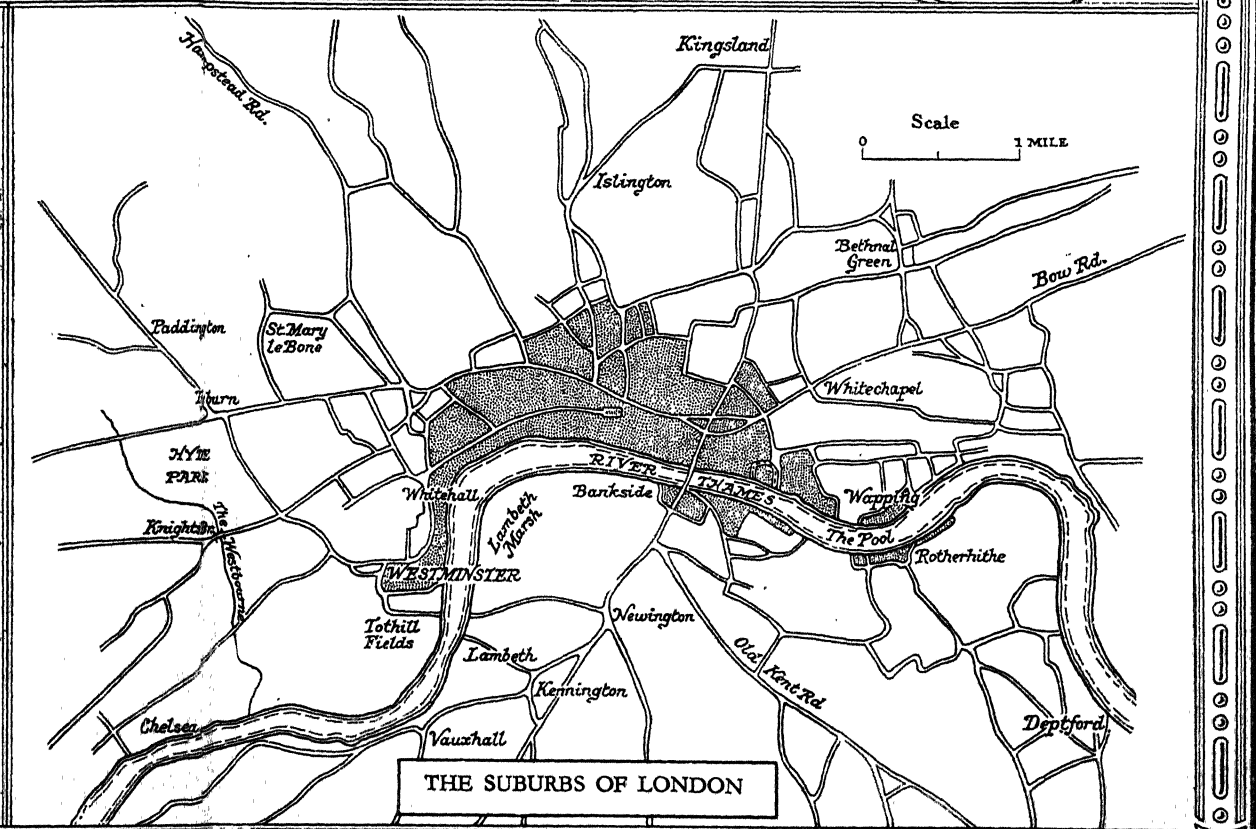 Hampstead Rd.
Kingsland
Scale
0 1 MILE
Islington
Bethnal
Green
Bow Rd.
Paddington
St. Mary
le Bone
Whitechapel
Tyburn
HYDE
PARK
RIVER THAMES
Whitehall
Bankside
Wapping
Lambeth
Marsh
The Pool
The Westbourne
Rotherhithe
WESTMINSTER
Newington
Tothill
Fields
Lambeth
Old Kent Rd
Kennington
Chelsea
Vauxhall
Deptford
THE SUBURBS OF LONDON